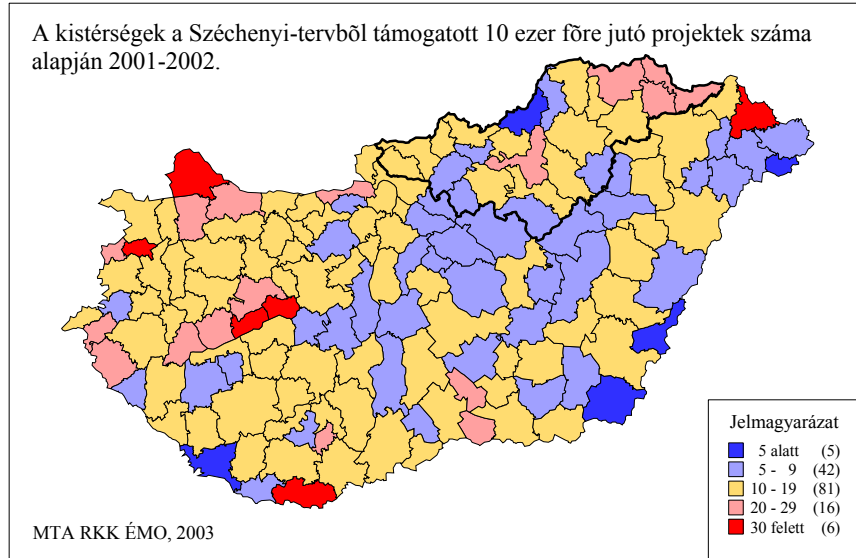 A kistérségek a Széchenyi-tervbõl támogatott 10 ezer fõre jutó projektek száma
alapján 2001-2002.
Jelmagyarázat
5 alatt (5)
5 - 9 (42)
10 - 19 (81)
20 - 29 (16)
30 felett (6)
MTA RKK ÉMO, 2003